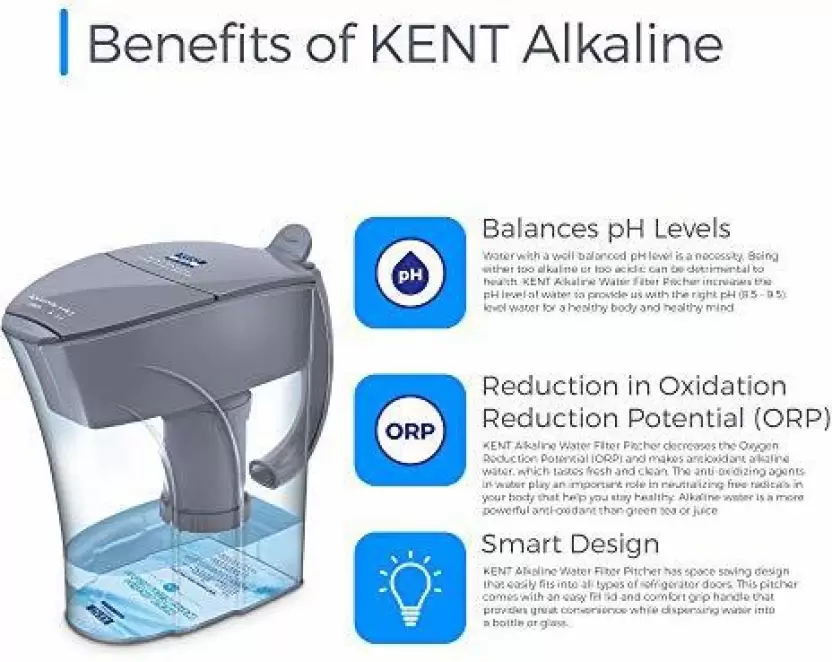 Benefits of KENT Alkaline
Balances pH Levels
Water with a well balanced pH level is a necessity. Being
either too alkaline or too acidic can be detrimental to
health. KENT Alkaline Water Filter Pitcher increases the
pH level of water to provide us with the right pH (8.5 - 9.5)
level water for a healthy body and healthy mind.
pH
Reduction in Oxidation
Reduction Potential (ORP)
KENT Alkaline Water Filter Pitcher decreases the Oxygen
Reduction Potential (ORP) and makes antioxidant alkaline
water, which tastes fresh and clean. The anti oxidizing agents
in water play an important role in neutralizing free radicals in
your body that help you stay healthy. Alkaline water is a more
powerful anti-oxidant than green tea or juice
ORP
Smart Design
KENT Alkaline Water Filter Pitcher has space saving design
that easily fits into all types of refrigerator doors. This pitcher
comes with an easy fill lid and comfort grip handle that
provides great convenience while dispensing water into
a bottle or glass.
KENT